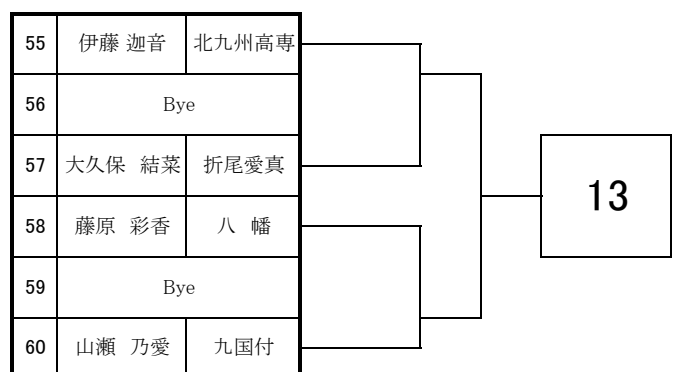 55 伊藤 迦音 北九州高専
56 Bye
57 大久保 結菜 折尾愛真
58 藤原 彩香 八 幡
59 Bye
60 山瀬 乃愛 九国付
13